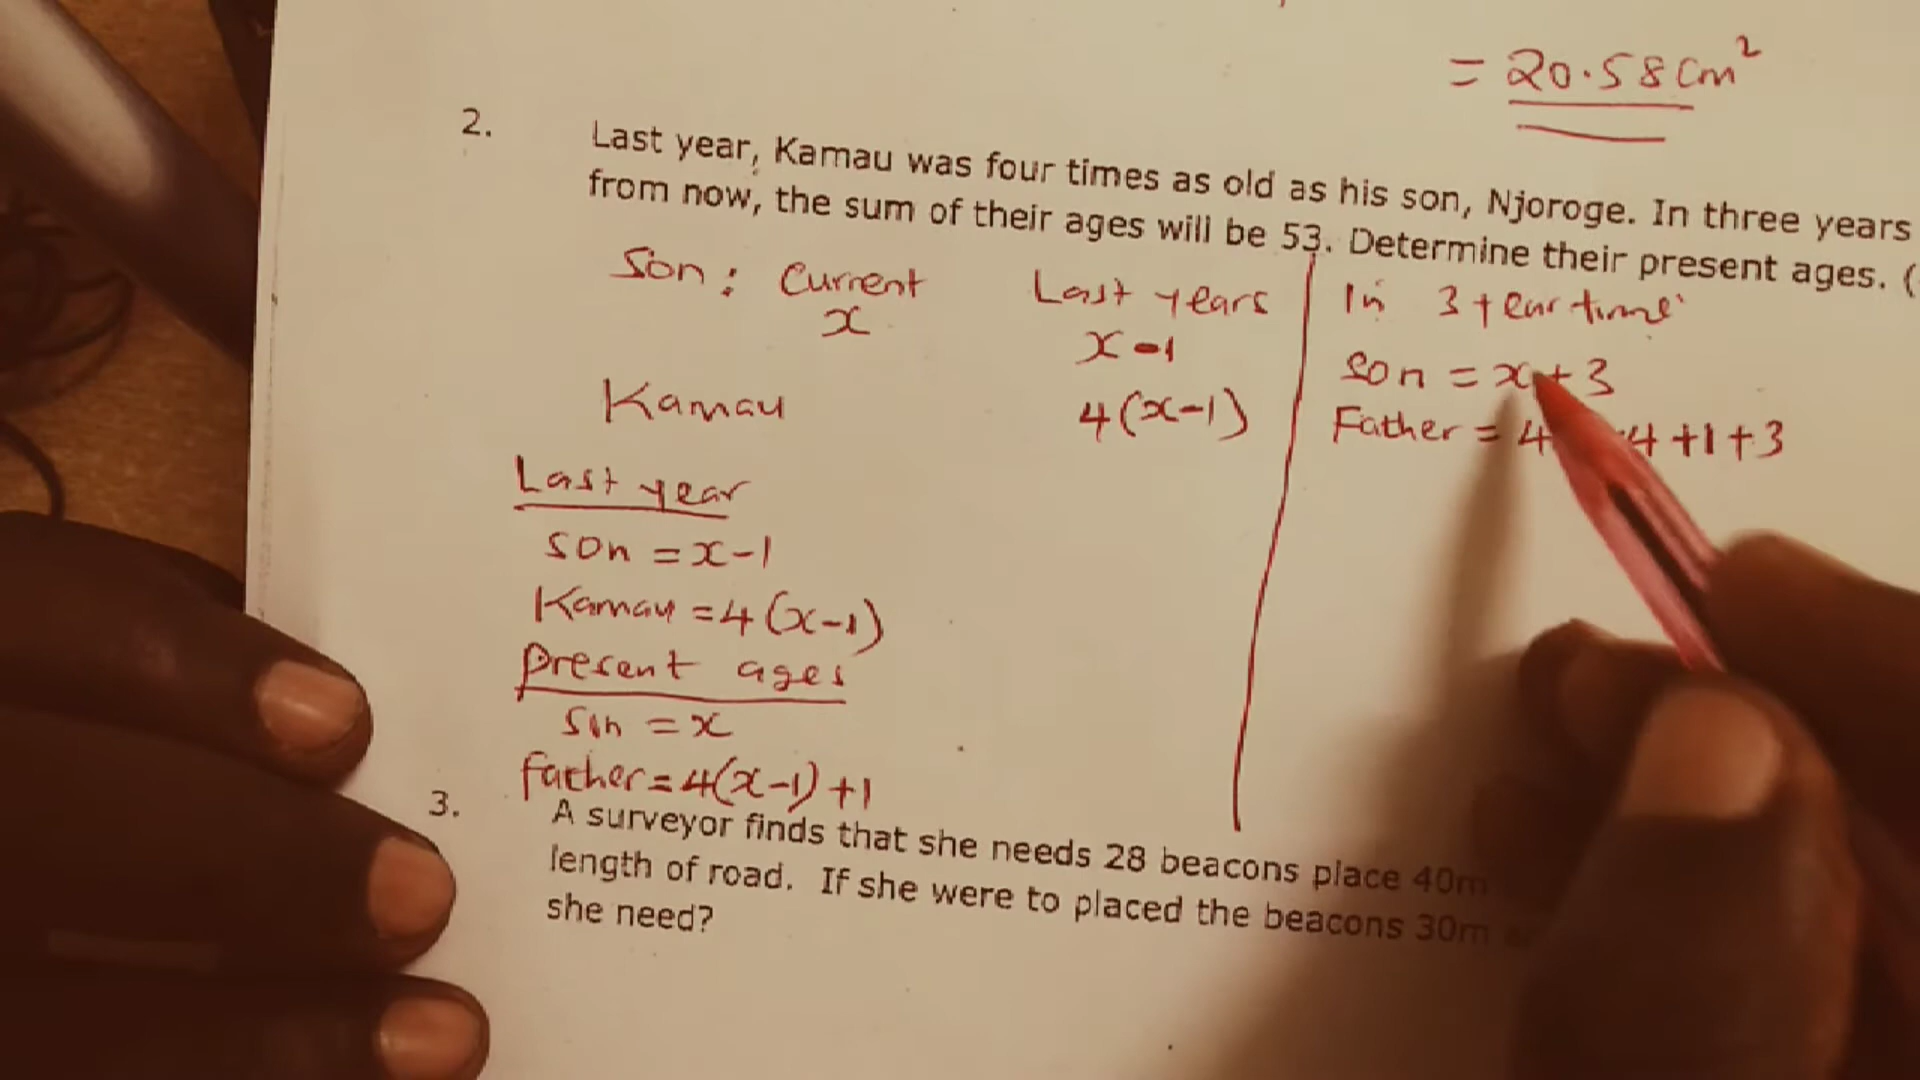 = 20.58cm²
2.
Last year, Kamau was four times as old as his son, Njoroge. In three years
from now, the sum of their ages will be 53. Determine their present ages. (
Son : Current Last years
x x-1
Kamau 4(x-1)
In 3 year time
son = x+3
Father = 4 4+1+3
Last year
son = x-1
Kamau = 4(x-1)
Present ages
son = x
father = 4(x-1)+1
3.
A surveyor finds that she needs 28 beacons place 40m
length of road. If she were to placed the beacons 30m
she need?